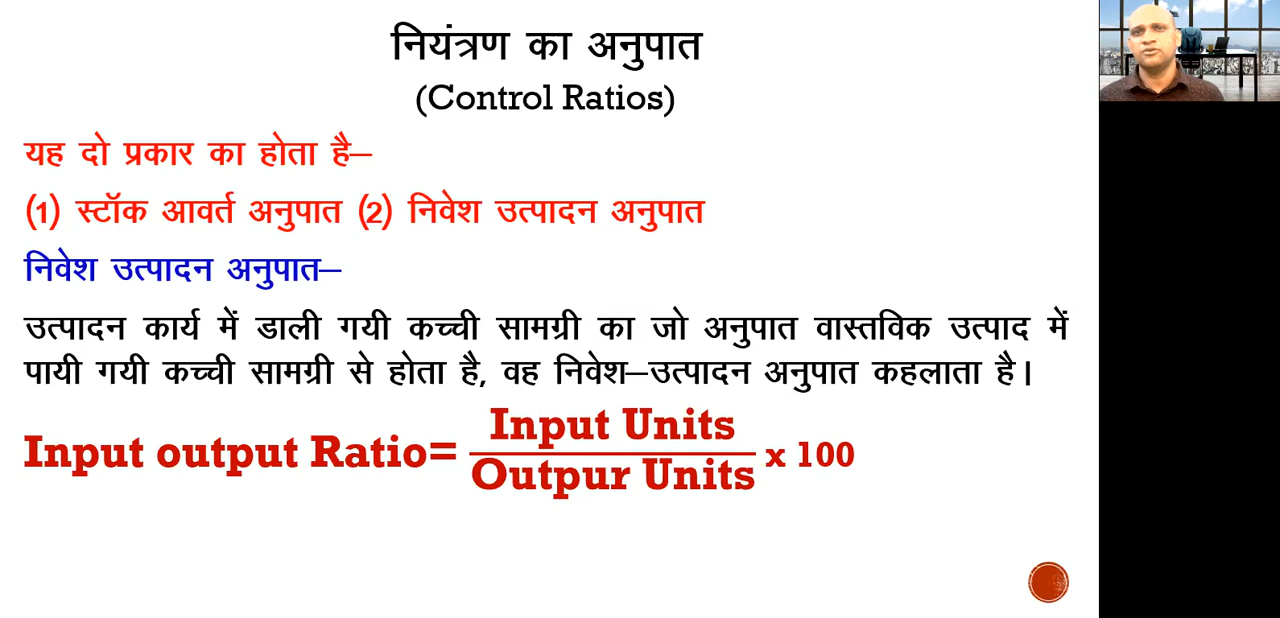 नियंत्रण का अनुपात
(Control Ratios)
यह दो प्रकार का होता है–
(1) स्टॉक आवर्त अनुपात (2) निवेश उत्पादन अनुपात
निवेश उत्पादन अनुपात–
उत्पादन कार्य में डाली गयी कच्ची सामग्री का जो अनुपात वास्तविक उत्पाद में
पायी गयी कच्ची सामग्री से होता है, वह निवेश–उत्पादन अनुपात कहलाता है।
Input output Ratio= Input Units
Outpur Units x 100